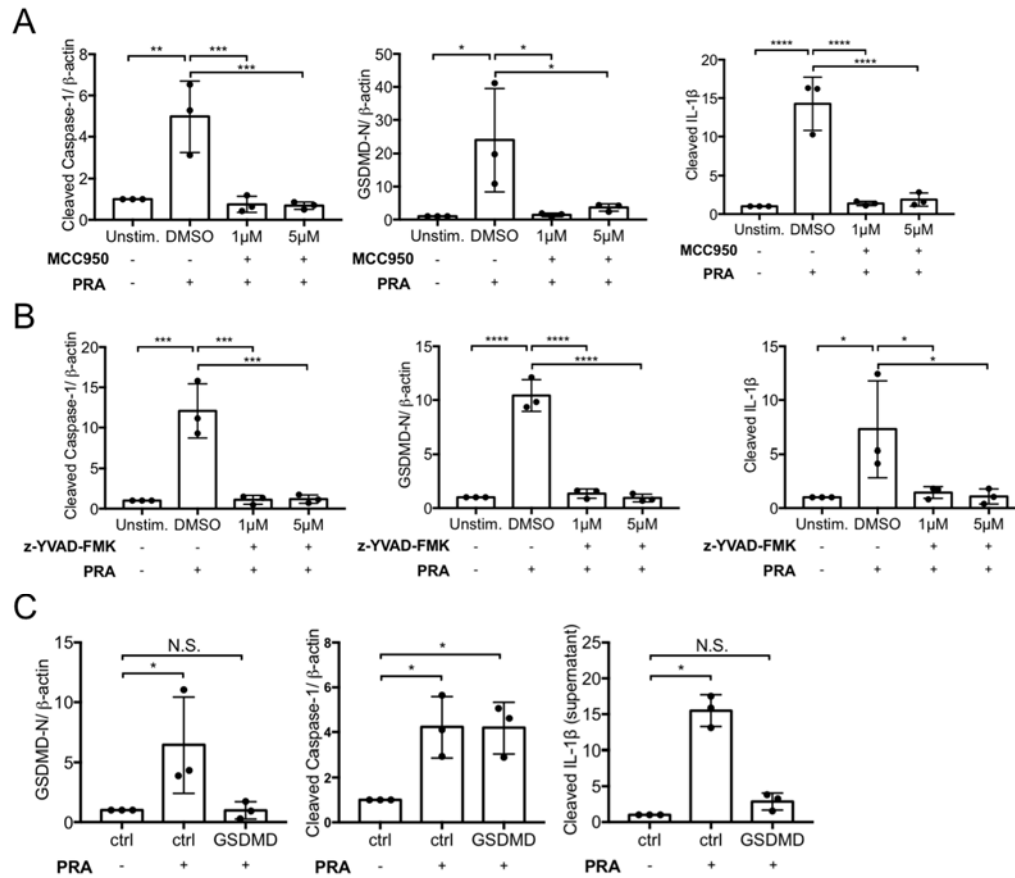 A
** *** * * **** ****
*** * ****
Cleaved Caspase-1/ β-actin
8
6
4
2
0
Unstim. DMSO 1μM 5μM
MCC950 - - + +
PRA - + + +
GSDMD-N/ β-actin
50
40
30
20
10
0
Unstim. DMSO 1μM 5μM
MCC950 - - + +
PRA - + + +
Cleaved IL-1β
20
15
10
5
0
Unstim. DMSO 1μM 5μM
MCC950 - - + +
PRA - + + +
B
*** *** **** **** * *
*** **** *
Cleaved Caspase-1/ β-actin
20
15
10
5
0
Unstim. DMSO 1μM 5μM
z-YVAD-FMK - - + +
PRA - + + +
GSDMD-N/ β-actin
15
10
5
0
Unstim. DMSO 1μM 5μM
z-YVAD-FMK - - + +
PRA - + + +
Cleaved IL-1β
15
10
5
0
Unstim. DMSO 1μM 5μM
z-YVAD-FMK - - + +
PRA - + + +
C
N.S. * N.S.
* * *
GSDMD-N/ β-actin
15
10
5
0
ctrl ctrl GSDMD
PRA - + +
Cleaved Caspase-1/ β-actin
8
6
4
2
0
ctrl ctrl GSDMD
PRA - + +
Cleaved IL-1β (supernatant)
25
20
15
10
5
0
ctrl ctrl GSDMD
PRA - + +